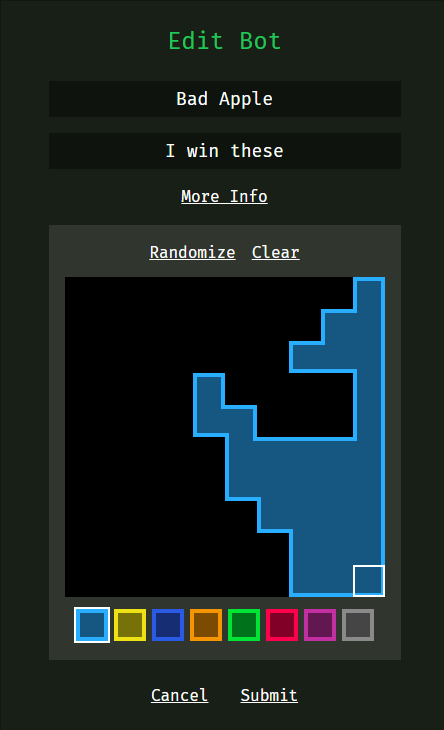 Edit Bot
Bad Apple
I win these
More Info
Randomize Clear
Cancel Submit